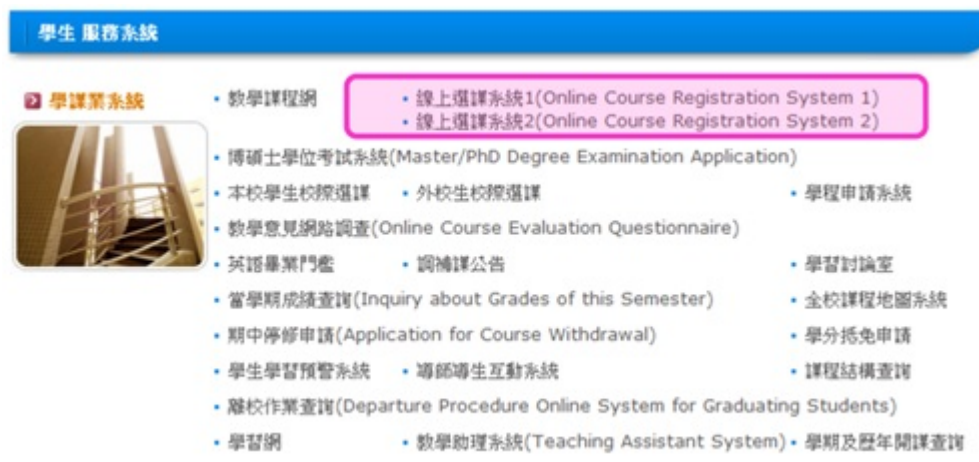 學生 服務系統
學課業系統
• 教學課程網 • 線上選課系統1(Online Course Registration System 1)
• 線上選課系統2(Online Course Registration System 2)
• 博碩士學位考試系統(Master/PhD Degree Examination Application)
• 本校學生校際選課 • 外校生校際選課 • 學程申請系統
• 教學意見網路調查(Online Course Evaluation Questionnaire)
• 英語畢業門檻 • 調補課公告 • 學習討論室
• 當學期成績查詢(Inquiry about Grades of this Semester) • 全校課程地圖系統
• 期中停修申請(Application for Course Withdrawal) • 學分抵免申請
• 學生學習預警系統 • 導師導生互動系統 • 課程結構查詢
• 離校作業查詢(Departure Procedure Online System for Graduating Students)
• 學習網 • 教學助理系統(Teaching Assistant System) • 學期及歷年開課查詢